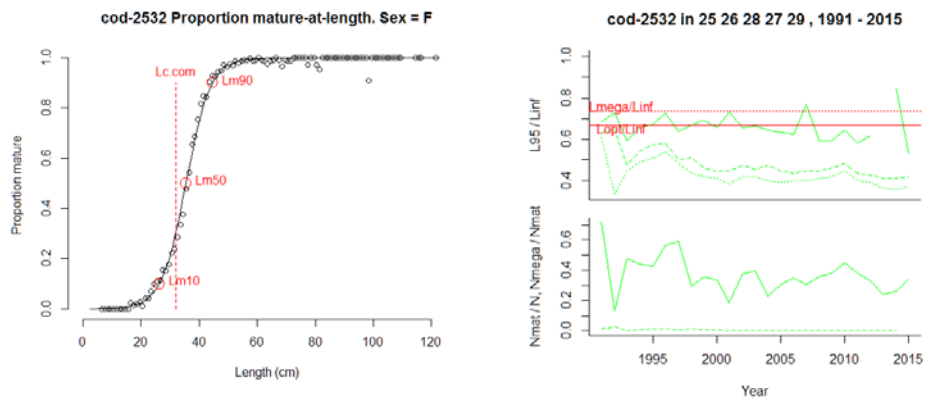 cod-2532 Proportion mature-at-length. Sex = F
Proportion mature
1.0
0.8
0.6
0.4
0.2
0.0
Lc.com
Lm90
Lm50
Lm10
0 20 40 60 80 100 120
Length (cm)
cod-2532 in 25 26 28 27 29 , 1991 - 2015
L95 / Linf
1.0
0.8
0.6
0.4
Lmega/Linf
Lopt/Linf
Nmat / N, Nmega / Nmat
0.6
0.4
0.2
0.0
1995 2000 2005 2010 2015
Year